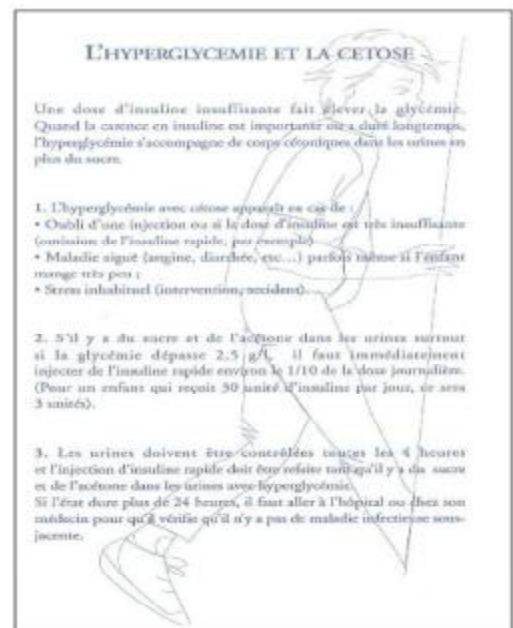 L'HYPERGLYCEMIE ET LA CETOSE
Une dose d'insuline insuffisante fait élever la glycémie.
Quand la carence en insuline est importante ou a duré longtemps,
l'hyperglycémie s'accompagne de corps cétoniques dans les urines en
plus du sucre.
1. L'hyperglycémie avec cétose apparaît en cas de :
• Oubli d'une injection ou si la dose d'insuline est très insuffisante
(omission de l'insuline rapide, par exemple)
• Maladie aiguë (angine, diarrhée, etc...) parfois même si l'enfant
mange très peu ;
• Stress inhabituel (intervention, accident)...
2. S'il y a du sucre et de l'acétone dans les urines surtout
si la glycémie dépasse 2,5 g/l, il faut immédiatement
injecter de l'insuline rapide environ le 1/10 de la dose journalière.
(Pour un enfant qui reçoit 30 unité d'insuline par jour, ce sera
3 unités).
3. Les urines doivent être contrôlées toutes les 4 heures
et l'injection d'insuline rapide doit être refaite tant qu'il y a du sucre
et de l'acétone dans les urines avec hyperglycémie.
Si l'état dure plus de 24 heures, il faut aller à l'hôpital ou chez son
médecin pour qu'il vérifie qu'il n'y a pas de maladie infectieuse sous-
jacente.